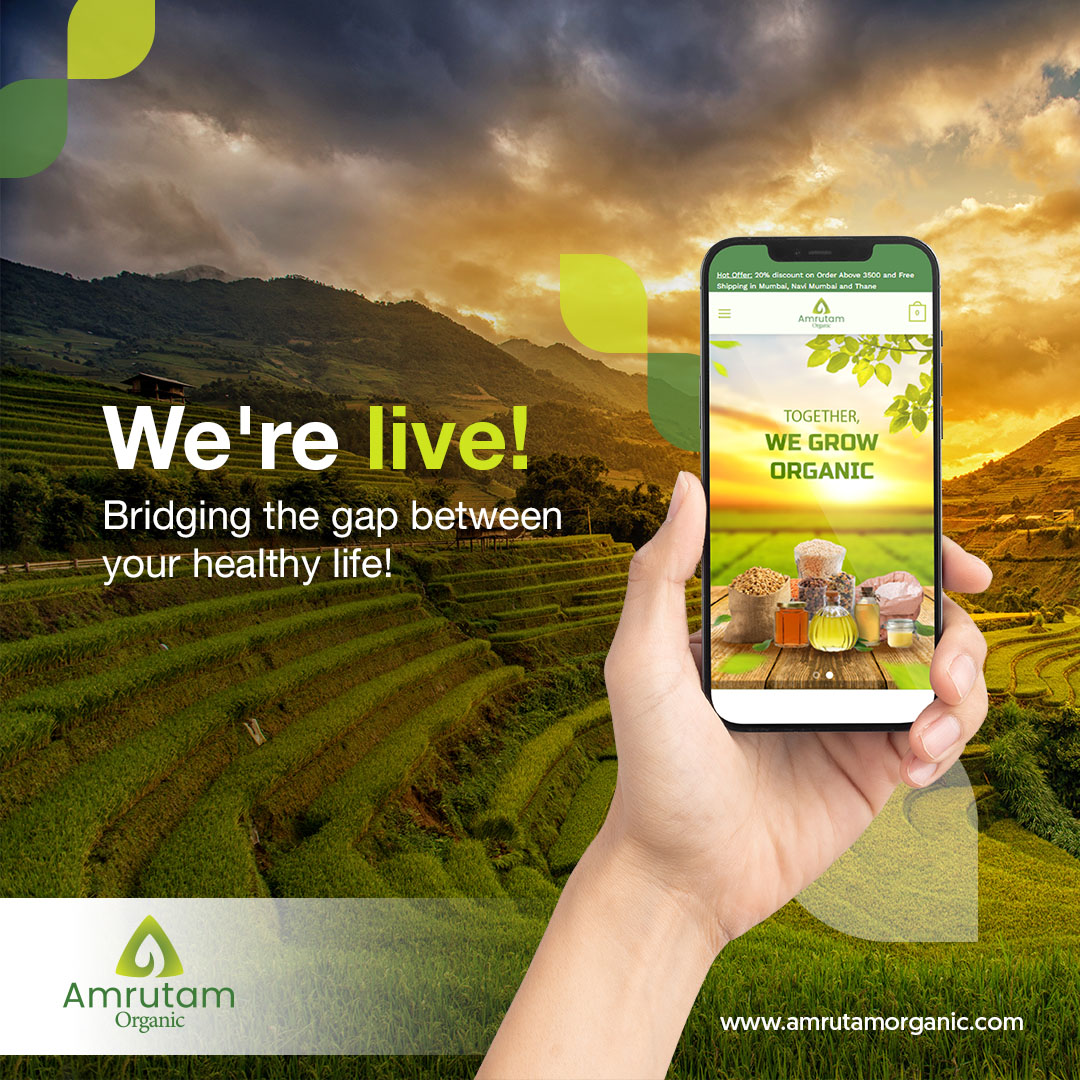 We're live!
Bridging the gap between
your healthy life!
Hot Offer: 20% discount on Order Above 3500 and Free
Shipping in Mumbai, Navi Mumbai and Thane
Amrutam
Organic
0
TOGETHER,
WE GROW
ORGANIC
Amrutam
Organic
www.amrutamorganic.com